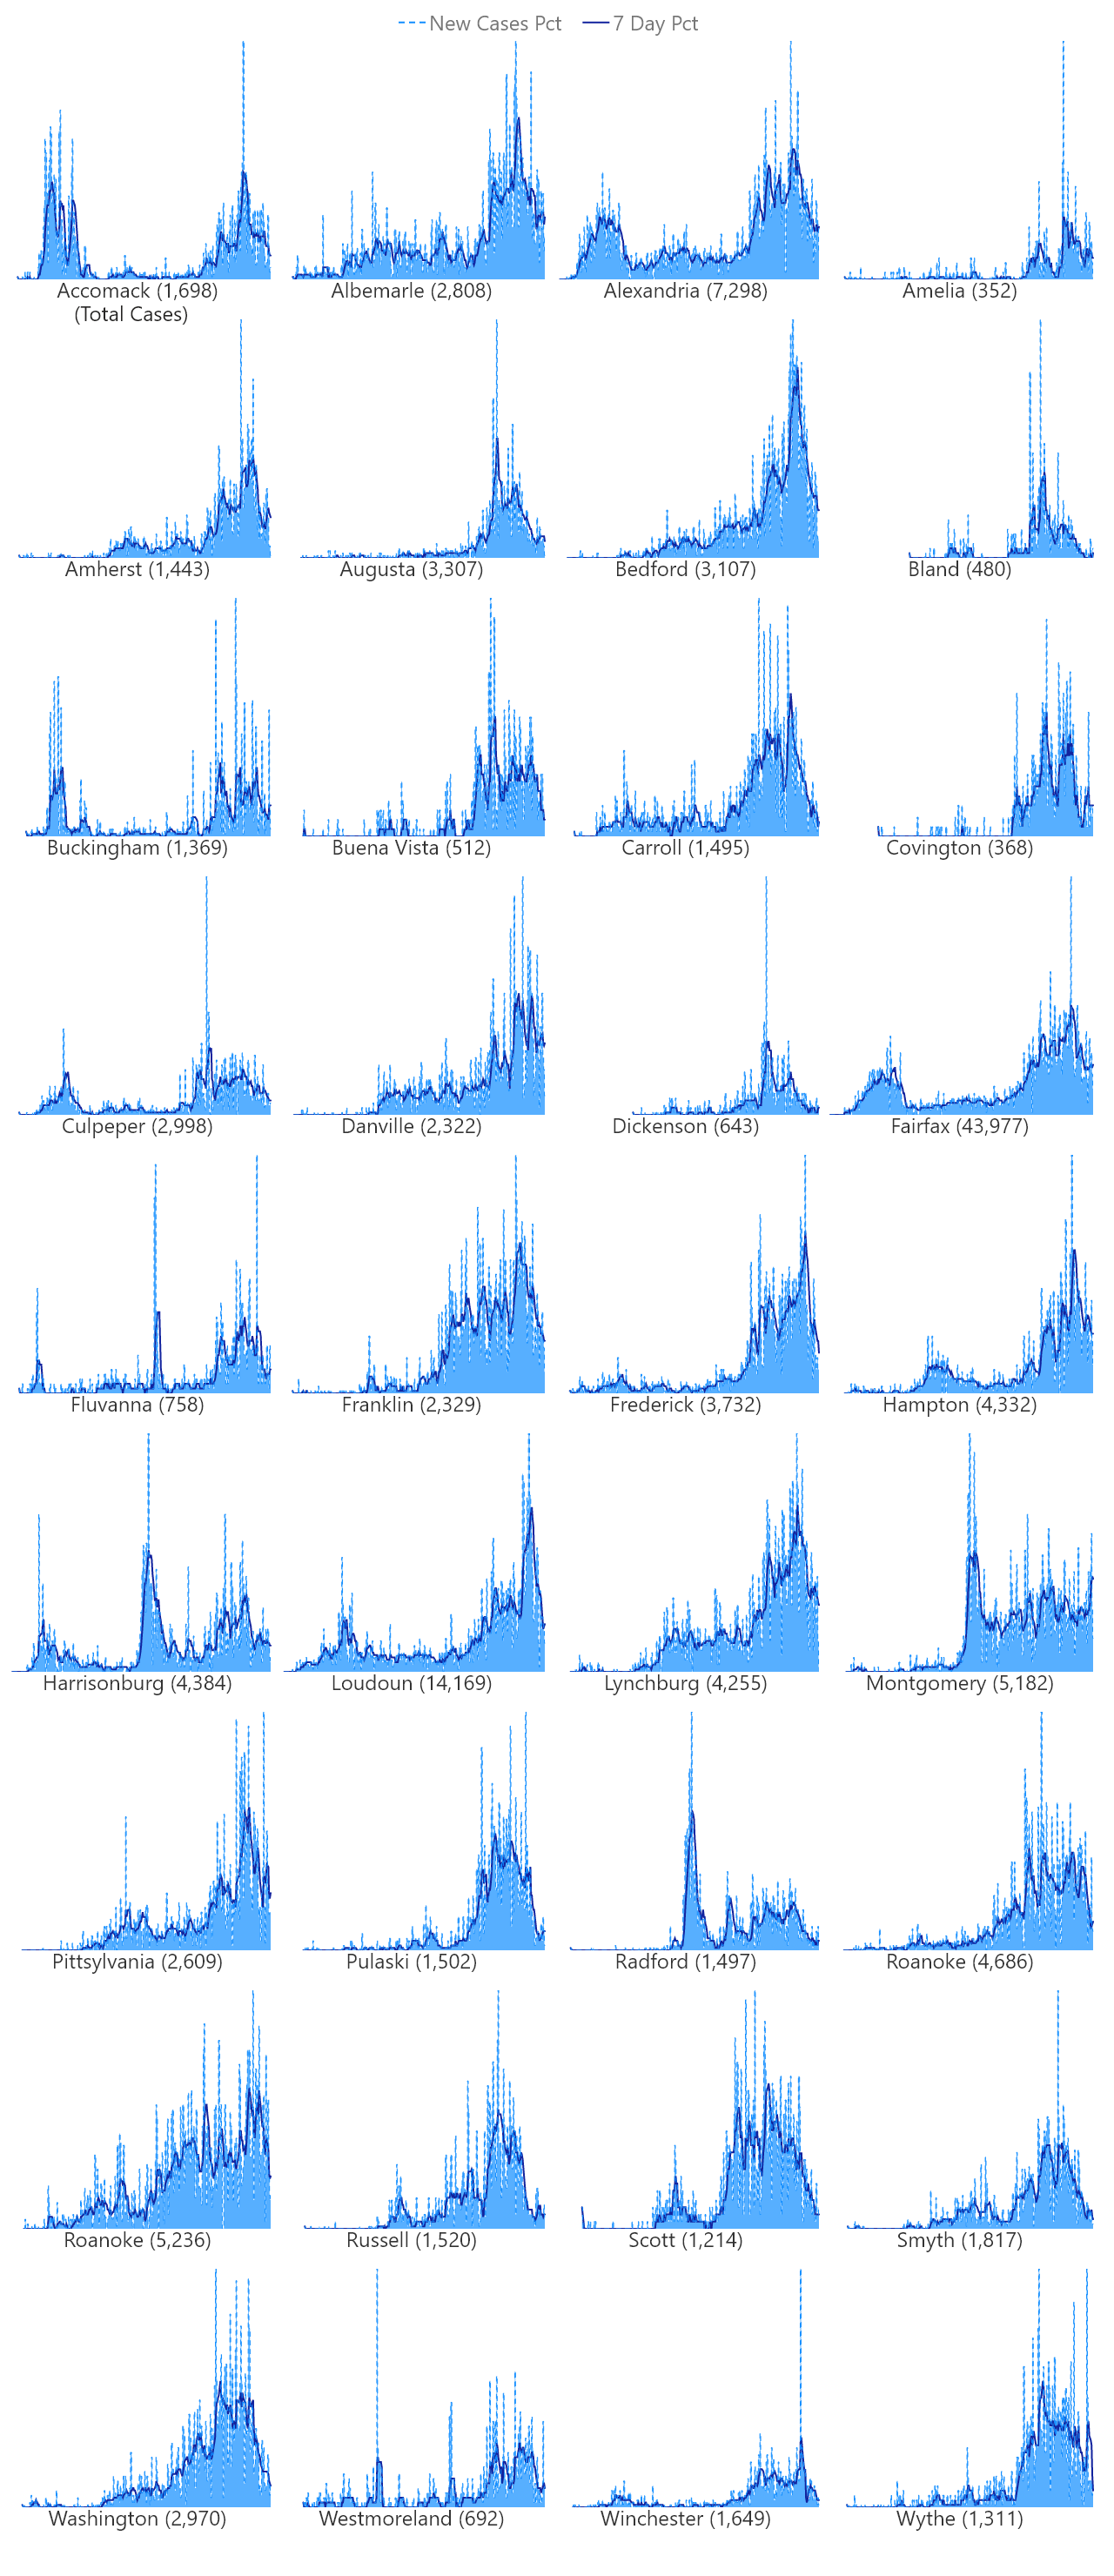 New Cases Pct 7 Day Pct
Accomack (1,698) Albemarle (2,808) Alexandria (7,298) Amelia (352)
(Total Cases)
Amherst (1,443) Augusta (3,307) Bedford (3,107) Bland (480)
Buckingham (1,369) Buena Vista (512) Carroll (1,495) Covington (368)
Culpeper (2,998) Danville (2,322) Dickenson (643) Fairfax (43,977)
Fluvanna (758) Franklin (2,329) Frederick (3,732) Hampton (4,332)
Harrisonburg (4,384) Loudoun (14,169) Lynchburg (4,255) Montgomery (5,182)
Pittsylvania (2,609) Pulaski (1,502) Radford (1,497) Roanoke (4,686)
Roanoke (5,236) Russell (1,520) Scott (1,214) Smyth (1,817)
Washington (2,970) Westmoreland (692) Winchester (1,649) Wythe (1,311)